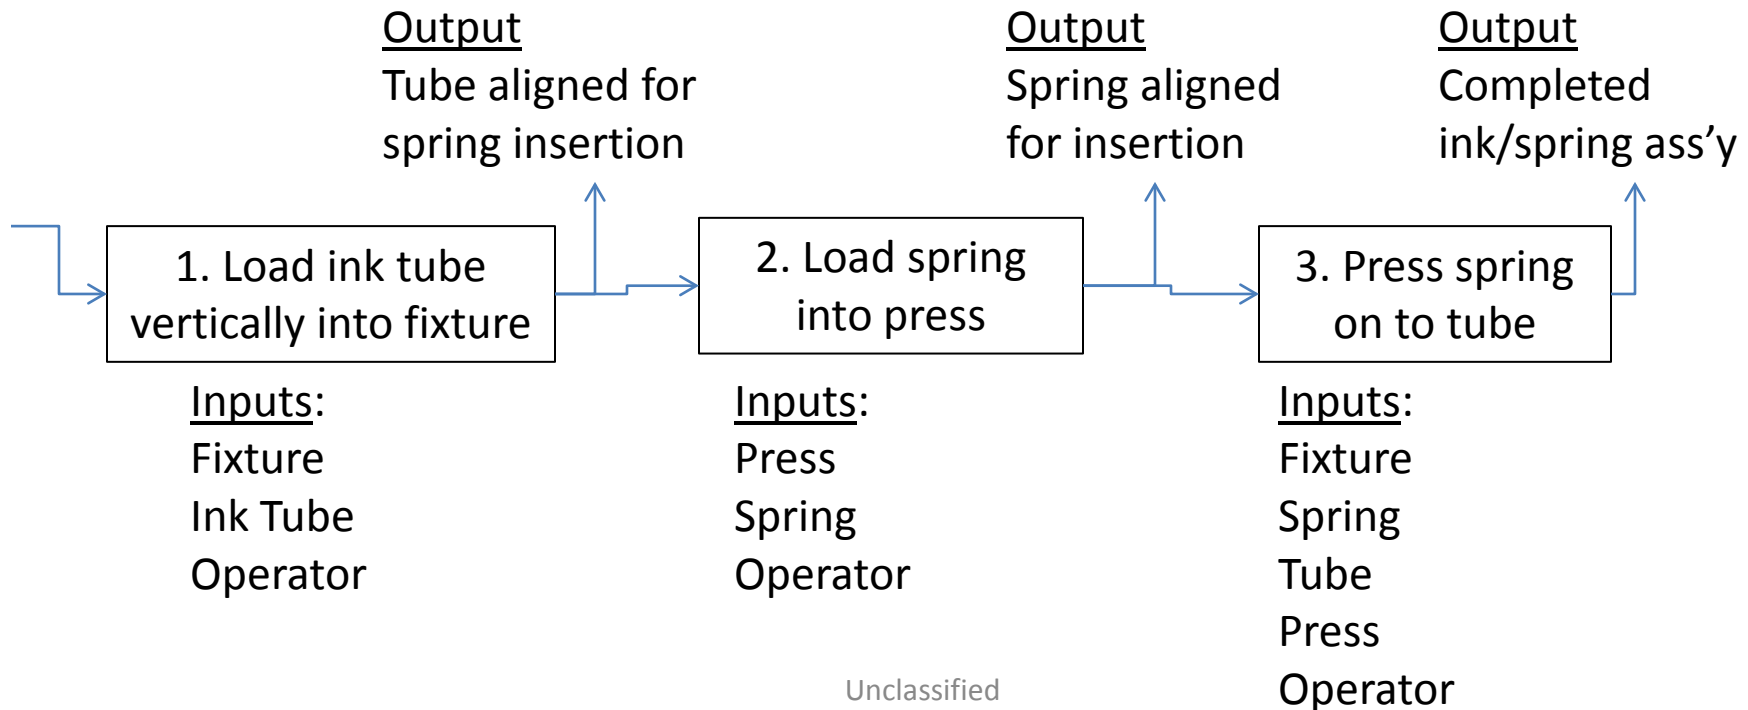 Output
Tube aligned for
spring insertion
Output
Spring aligned
for insertion
Output
Completed
ink/spring ass’y
1. Load ink tube
vertically into fixture
2. Load spring
into press
3. Press spring
on to tube
Inputs:
Fixture
Ink Tube
Operator
Inputs:
Press
Spring
Operator
Inputs:
Fixture
Spring
Tube
Press
Operator
Unclassified